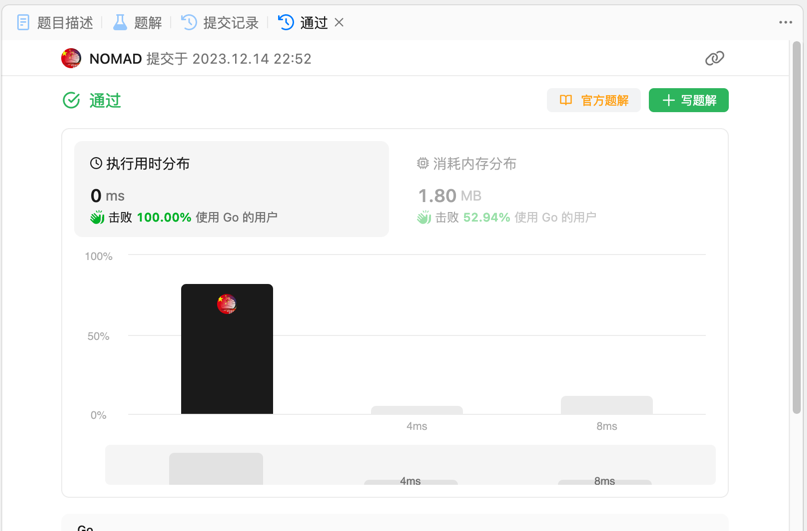 题目描述 题解 提交记录 通过
NOMAD 提交于 2023.12.14 22:52
通过 官方题解 写题解
执行用时分布 消耗内存分布
0 ms 1.80 MB
击败 100.00% 使用 Go 的用户 击败 52.94% 使用 Go 的用户
100%
50%
0%
4ms 8ms
4ms 8ms
Go